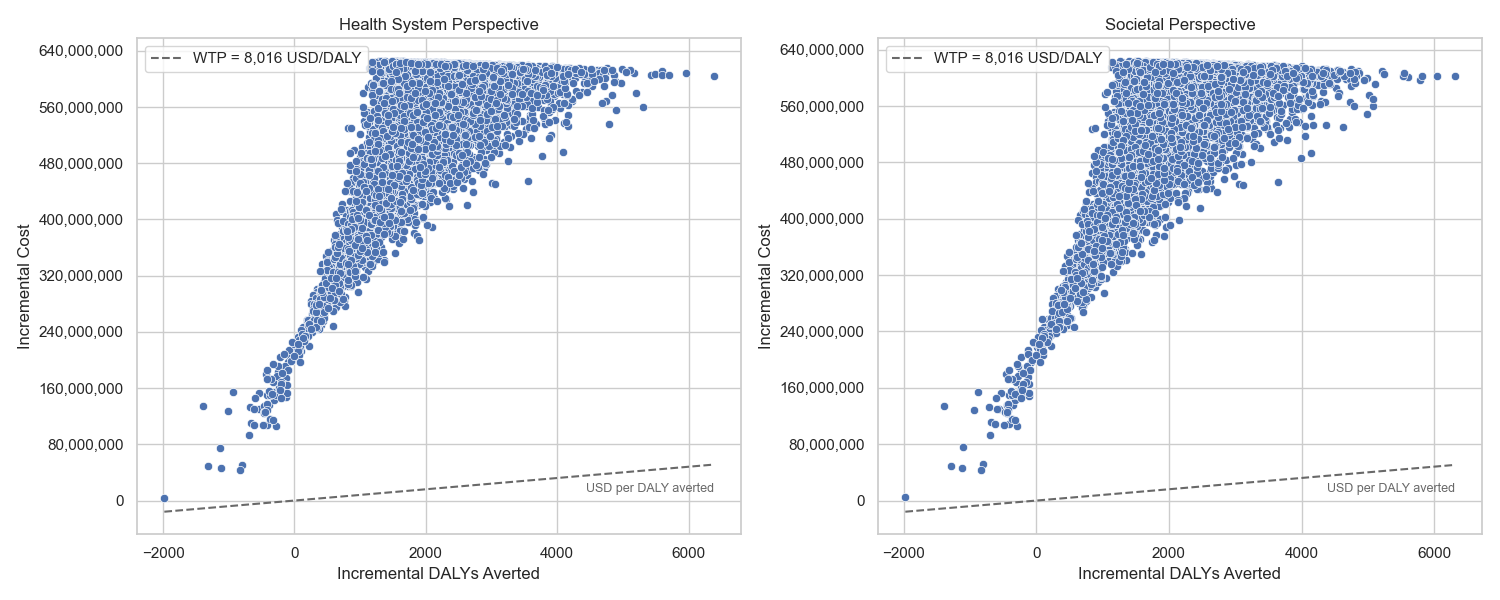 Health System Perspective
WTP = 8,016 USD/DALY
640,000,000
560,000,000
480,000,000
400,000,000
320,000,000
240,000,000
160,000,000
80,000,000
0
Incremental Cost
USD per DALY averted
−2000 0 2000 4000 6000
Incremental DALYs Averted
Societal Perspective
WTP = 8,016 USD/DALY
640,000,000
560,000,000
480,000,000
400,000,000
320,000,000
240,000,000
160,000,000
80,000,000
0
Incremental Cost
USD per DALY averted
−2000 0 2000 4000 6000
Incremental DALYs Averted